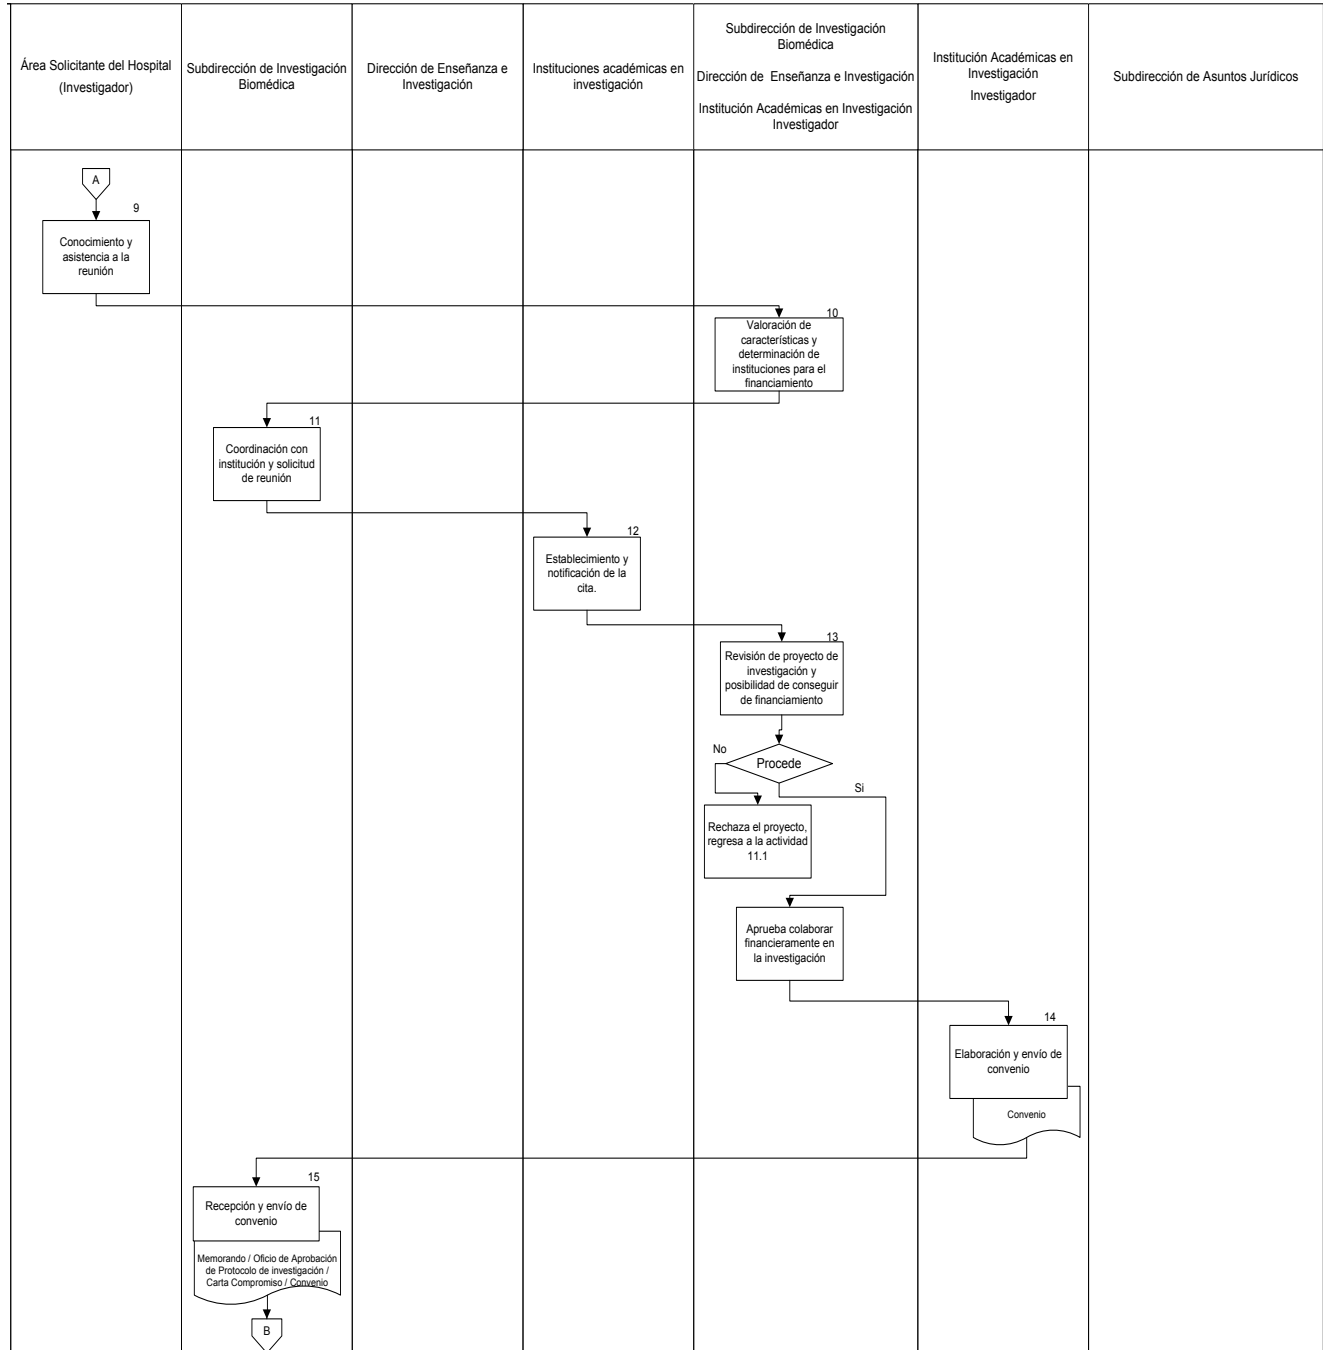 Área Solicitante del Hospital
(Investigador)
Subdirección de Investigación
Biomédica
Dirección de Enseñanza e
Investigación
Instituciones académicas en
investigación
Subdirección de Investigación
Biomédica
Dirección de  Enseñanza e Investigación
Institución Académicas en Investigación
Investigador
Institución Académicas en
Investigación
Investigador
Subdirección de Asuntos Jurídicos
A
9
Conocimiento y
asistencia a la
reunión
10
Valoración de
características y
determinación de
instituciones para el
financiamiento
11
Coordinación con
institución y solicitud
de reunión
12
Establecimiento y
notificación de la
cita.
13
Revisión de proyecto de
investigación y
posibilidad de conseguir
de financiamiento
No
Procede
Si
Rechaza el proyecto,
regresa a la actividad
11.1
Aprueba colaborar
financieramente en
la investigación
14
Elaboración y envío de
convenio
Convenio
15
Recepción y envío de
convenio
Memorando / Oficio de Aprobación
de Protocolo de investigación /
Carta Compromiso / Convenio
B